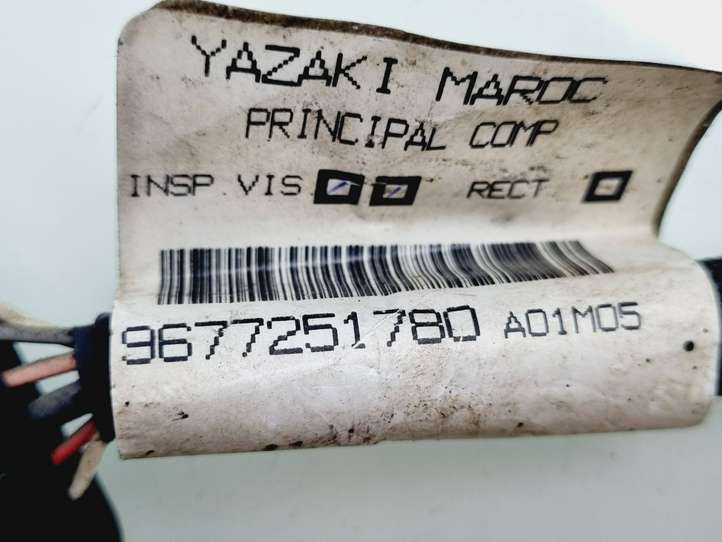 YAZAKI MAROC
PRINCIPAL COMP
INSP. VIS RECT
9677251780 A01M05